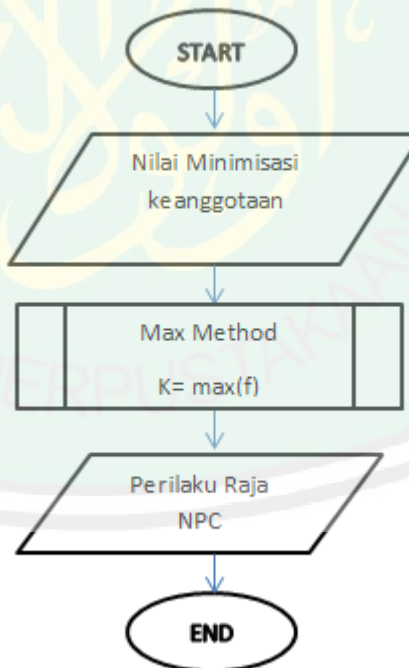 START
Nilai Minimisasi
keanggotaan
Max Method
K= max(f)
Perilaku Raja
NPC
END